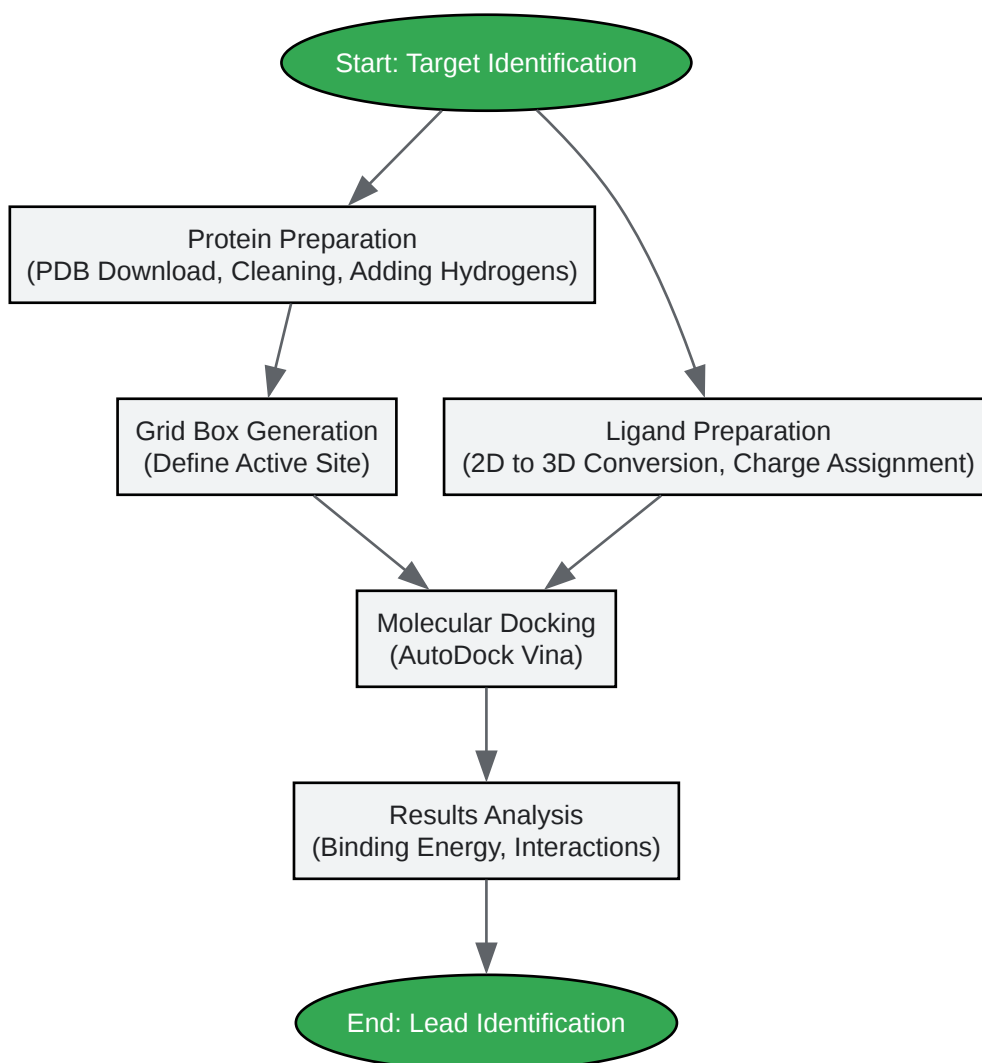 Start: Target Identification
Protein Preparation
(PDB Download, Cleaning, Adding Hydrogens)
Grid Box Generation
(Define Active Site)
Ligand Preparation
(2D to 3D Conversion, Charge Assignment)
Molecular Docking
(AutoDock Vina)
Results Analysis
(Binding Energy, Interactions)
End: Lead Identification